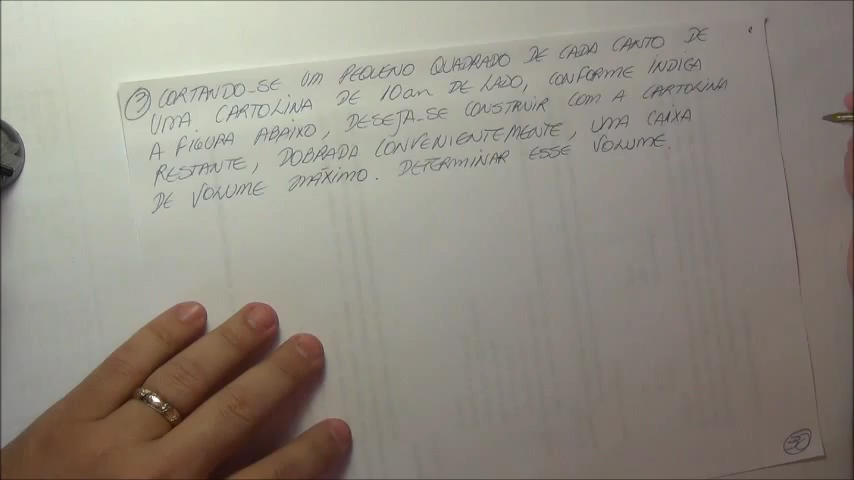 3 CORTANDO-SE UM PEQUENO QUADRADO DE CADA CANTO DE
UMA CARTOLINA DE 10cm DE LADO, CONFORME INDICA
A FIGURA ABAIXO, DESEJA-SE CONSTRUIR COM A CARTOLINA
RESTANTE, DOBRADA CONVENIENTEMENTE, UMA CAIXA
DE VOLUME MÁXIMO. DETERMINAR ESSE VOLUME.